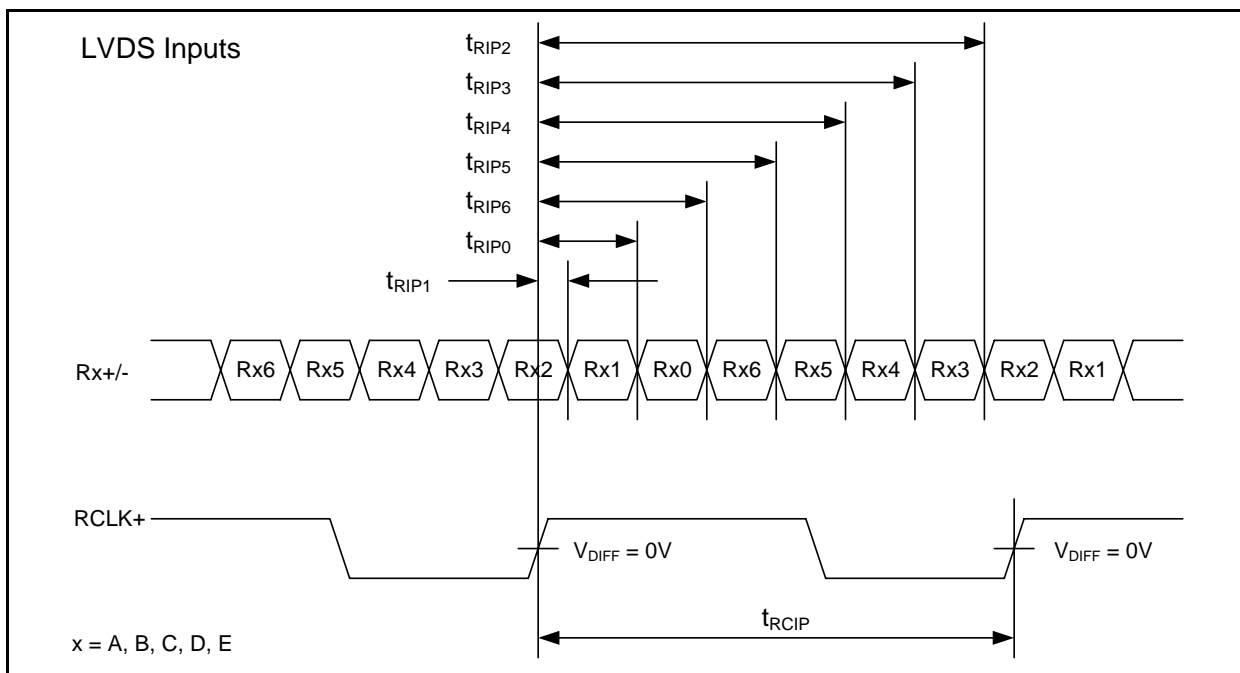 LVDS Inputs
tRIP2
tRIP3
tRIP4
tRIP5
tRIP6
tRIP0
tRIP1
Rx+/- Rx6 Rx5 Rx4 Rx3 Rx2 Rx1 Rx0 Rx6 Rx5 Rx4 Rx3 Rx2 Rx1
RCLK+
VDIFF = 0V VDIFF = 0V
tRCIP
x = A, B, C, D, E